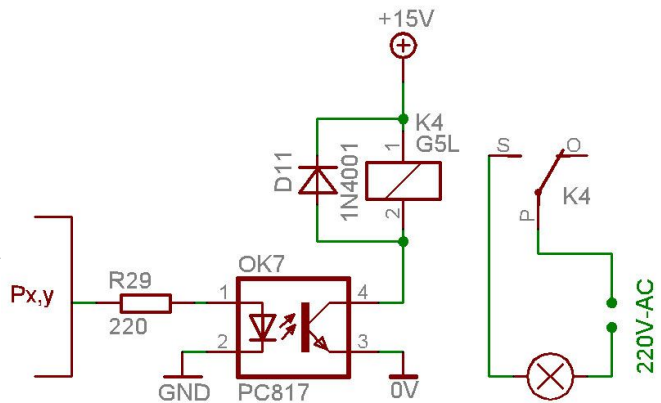 +15V
K4
G5L
1
2
D11
1N4001
S
O
K4
P
220V-AC
Px,y
R29
220
OK7
1
4
2
3
PC817
GND
0V